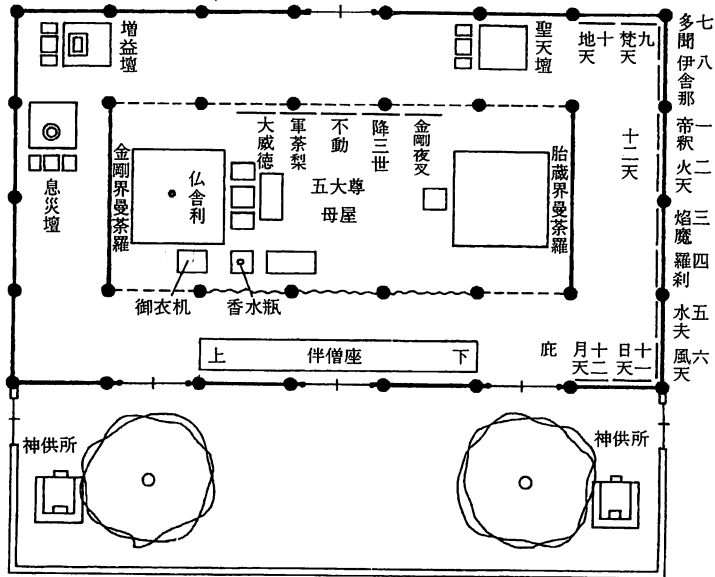 増益壇
聖天壇
十地天
九梵天
七多聞
八伊舎那
一帝釈
二火天
三焰魔
四羅刹
五水天
六風天
十二天
息災壇
金剛界曼荼羅
仏舎利
大威徳
軍荼梨
不動
降三世
金剛夜叉
五大尊
母屋
胎蔵界曼荼羅
御衣机
香水瓶
上 伴僧座 下
庇
十二月天
十一日天
神供所
神供所